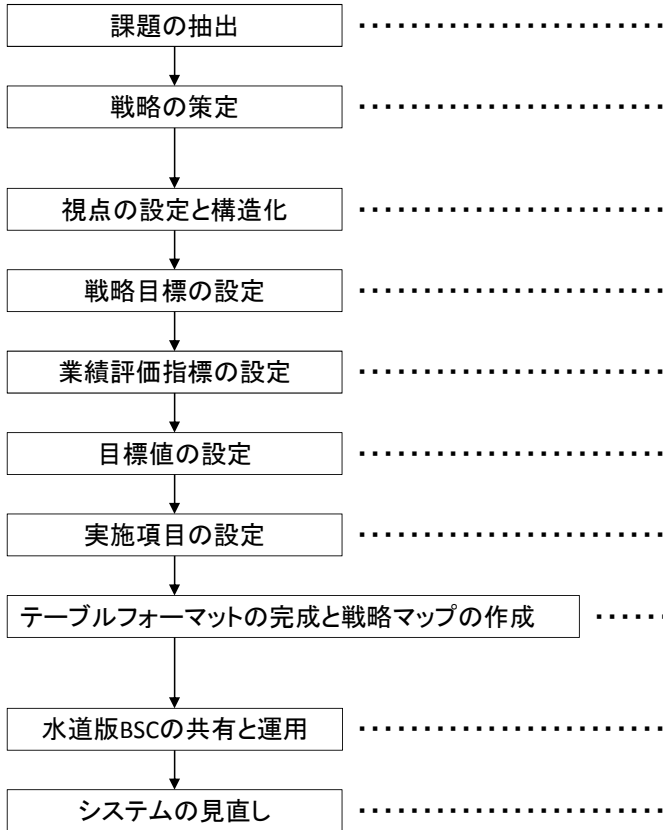 課題の抽出
戦略の策定
視点の設定と構造化
戦略目標の設定
業績評価指標の設定
目標値の設定
実施項目の設定
テーブルフォーマットの完成と戦略マップの作成
水道版BSCの共有と運用
システムの見直し